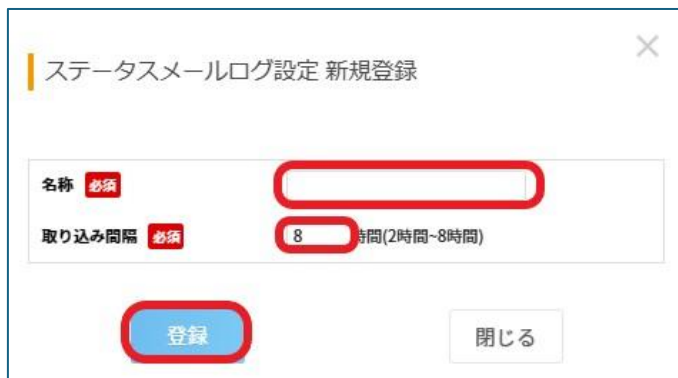 ステータスメールログ設定 新規登録
名称 必須
取り込み間隔 必須 8 時間(2時間~8時間)
登録 閉じる